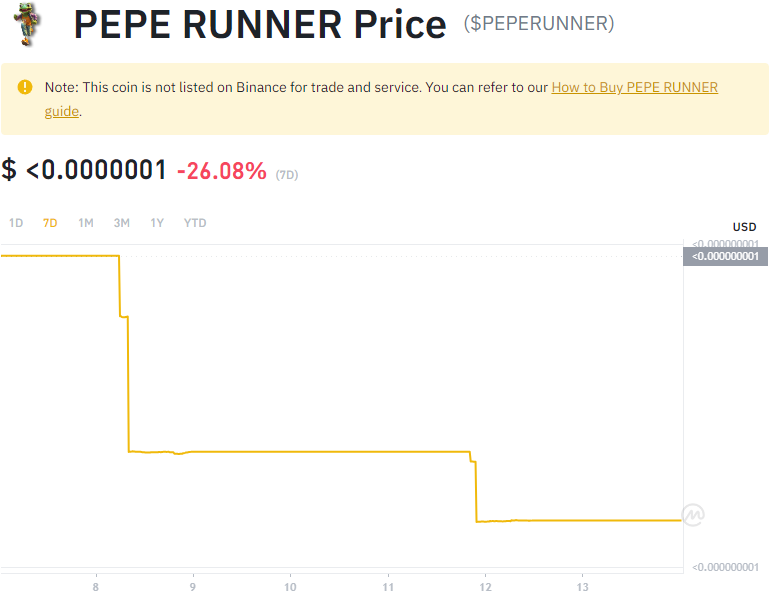 PEPE RUNNER Price ($PEPERUNNER)
Note: This coin is not listed on Binance for trade and service. You can refer to our How to Buy PEPE RUNNER
guide.
$ <0.0000001 -26.08% (7D)
1D 7D 1M 3M 1Y YTD
USD
<0.000000001
<0.000000001
<0.000000001
8 9 10 11 12 13